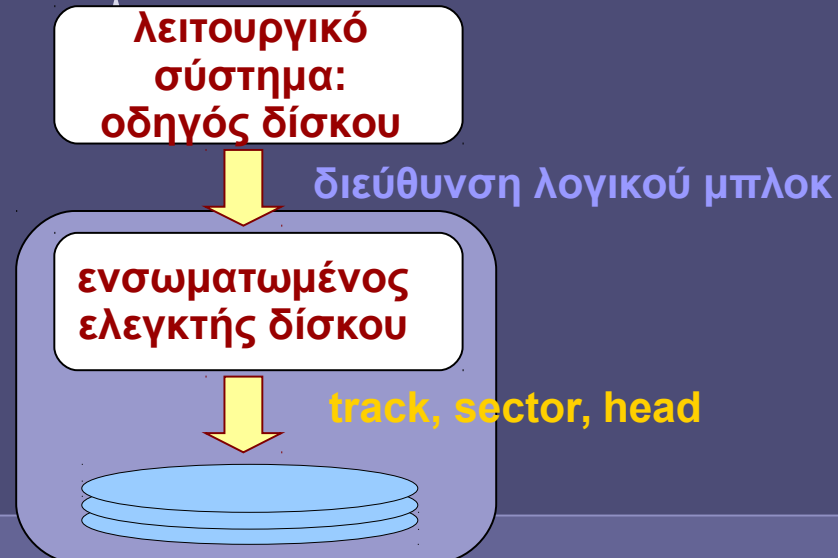 λειτουργικό
σύστημα:
οδηγός δίσκου
διεύθυνση λογικού μπλοκ
ενσωματωμένος
ελεγκτής δίσκου
track, sector, head